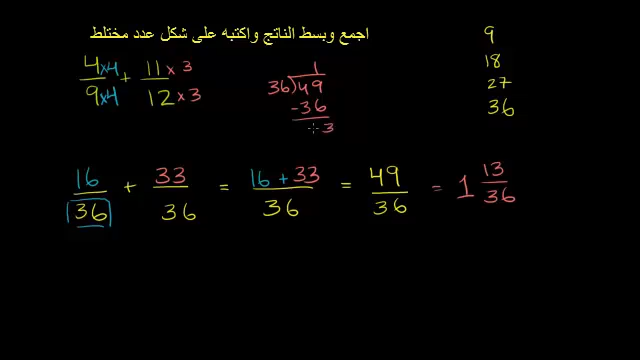 اجمع وبسط الناتج واكتبه على شكل عدد مختلط
4×4/9×4 + 11×3/12×3
1
36)49
-36
13
9
18
27
36
16/36 + 33/36 = 16+33/36 = 49/36 = 1 13/36